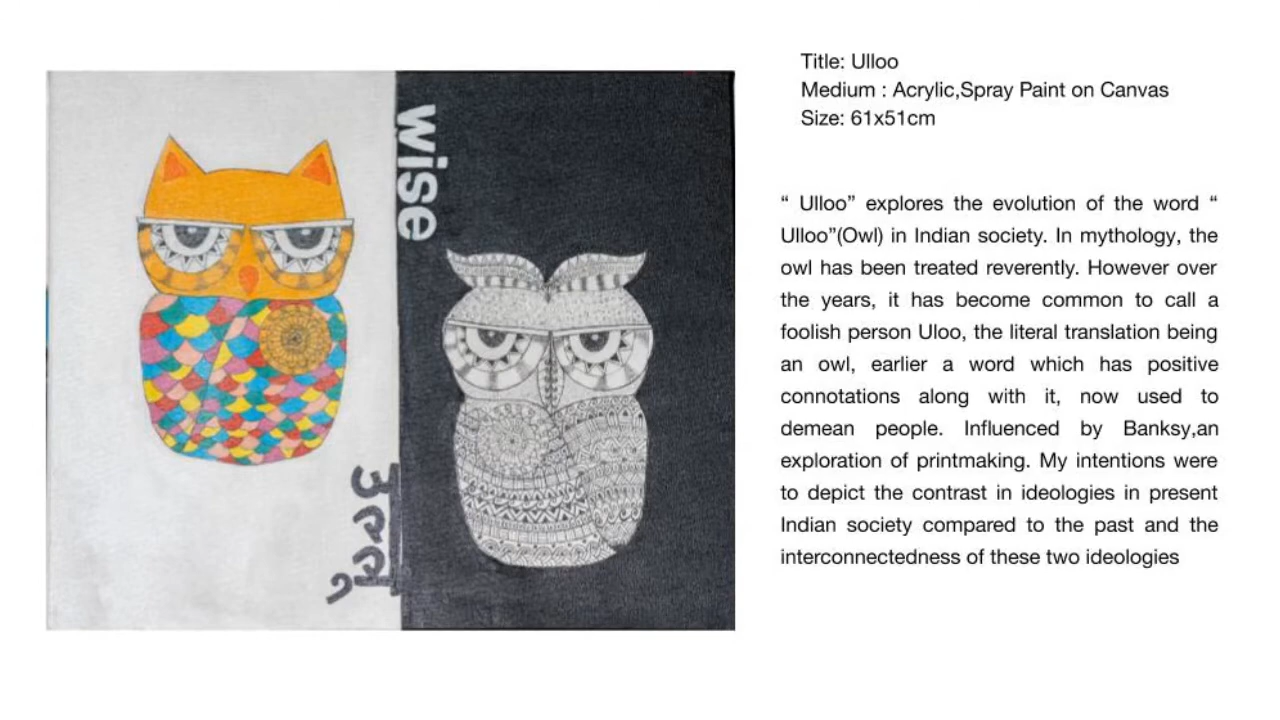 wise
उल्लू
Title: Ulloo
Medium : Acrylic,Spray Paint on Canvas
Size: 61x51cm
“ Ulloo” explores the evolution of the word “
Ulloo”(Owl) in Indian society. In mythology, the
owl has been treated reverently. However over
the years, it has become common to call a
foolish person Uloo, the literal translation being
an owl, earlier a word which has positive
connotations along with it, now used to
demean people. Influenced by Banksy,an
exploration of printmaking. My intentions were
to depict the contrast in ideologies in present
Indian society compared to the past and the
interconnectedness of these two ideologies